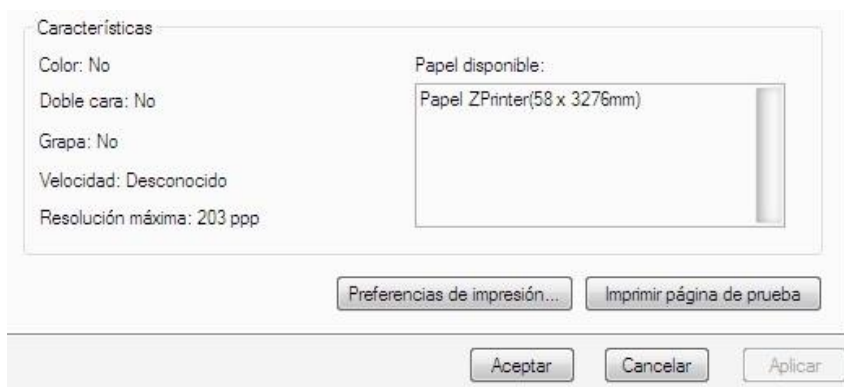 Características
Color: No
Papel disponible:
Doble cara: No
Papel ZPrinter(58 x 3276mm)
Grapa: No
Velocidad: Desconocido
Resolución máxima: 203 ppp
Preferencias de impresión...
Imprimir página de prueba
Aceptar
Cancelar
Aplicar